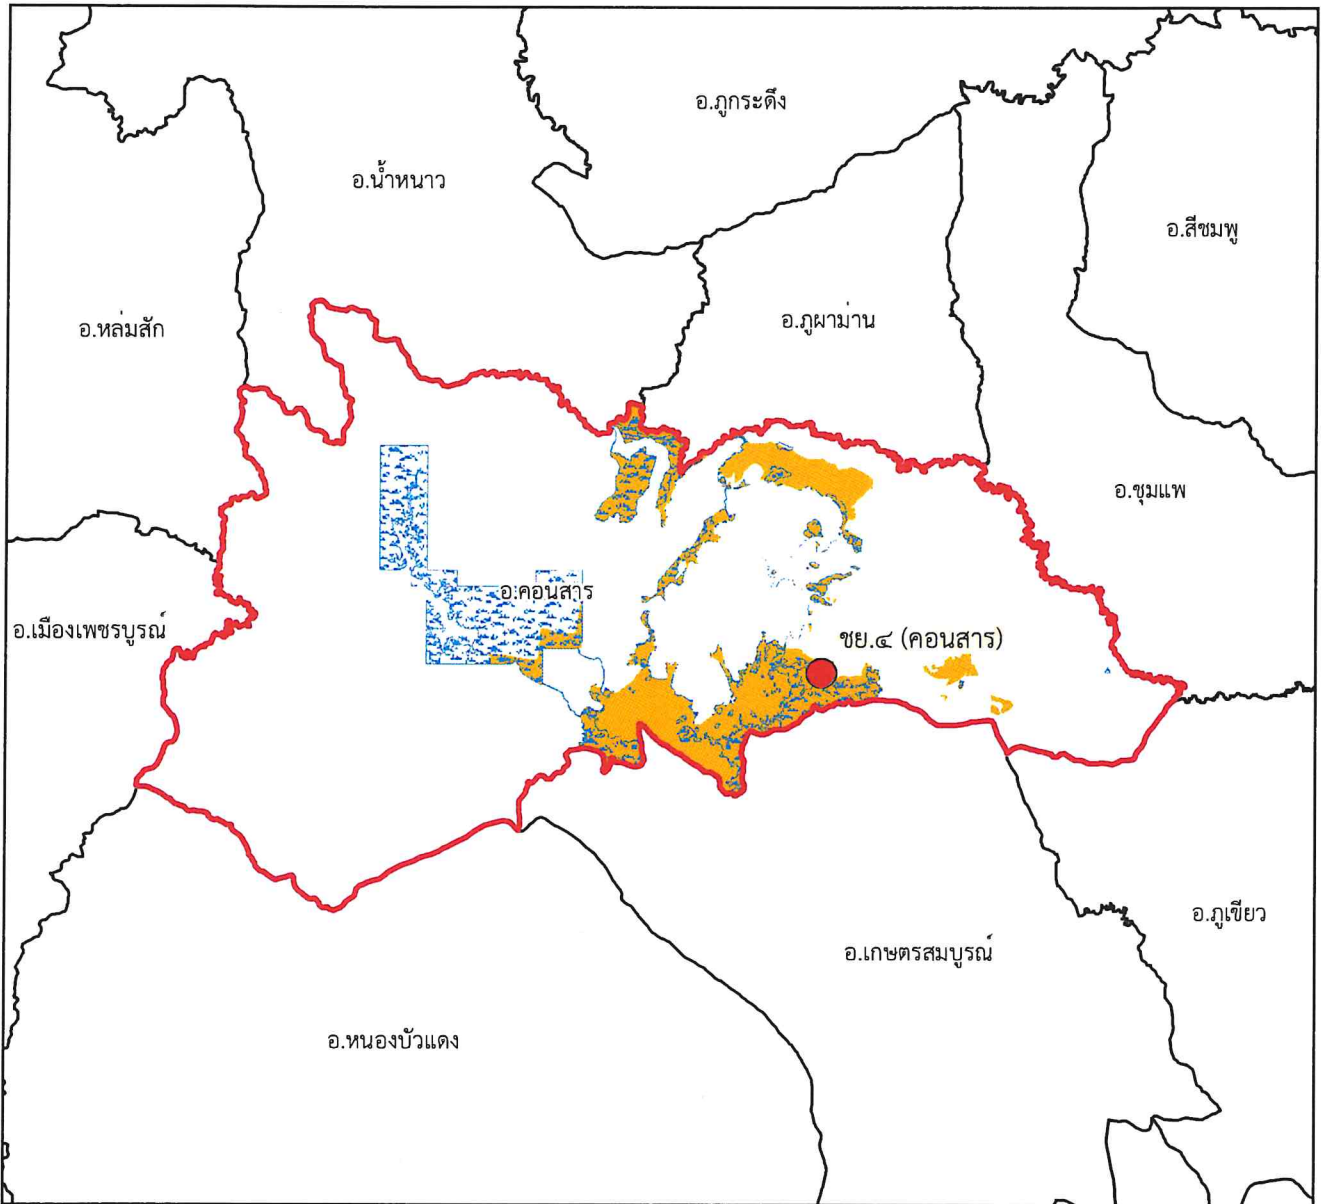 อ.ภูกระดึง
อ.น้ำหนาว
อ.สีชมพู
อ.หล่มสัก
อ.ภูผาม่าน
อ.ชุมแพ
อ.คอนสาร
อ.เมืองเพชรบูรณ์
ชย.๔ (คอนสาร)
อ.ภูเขียว
อ.เกษตรสมบูรณ์
อ.หนองบัวแดง